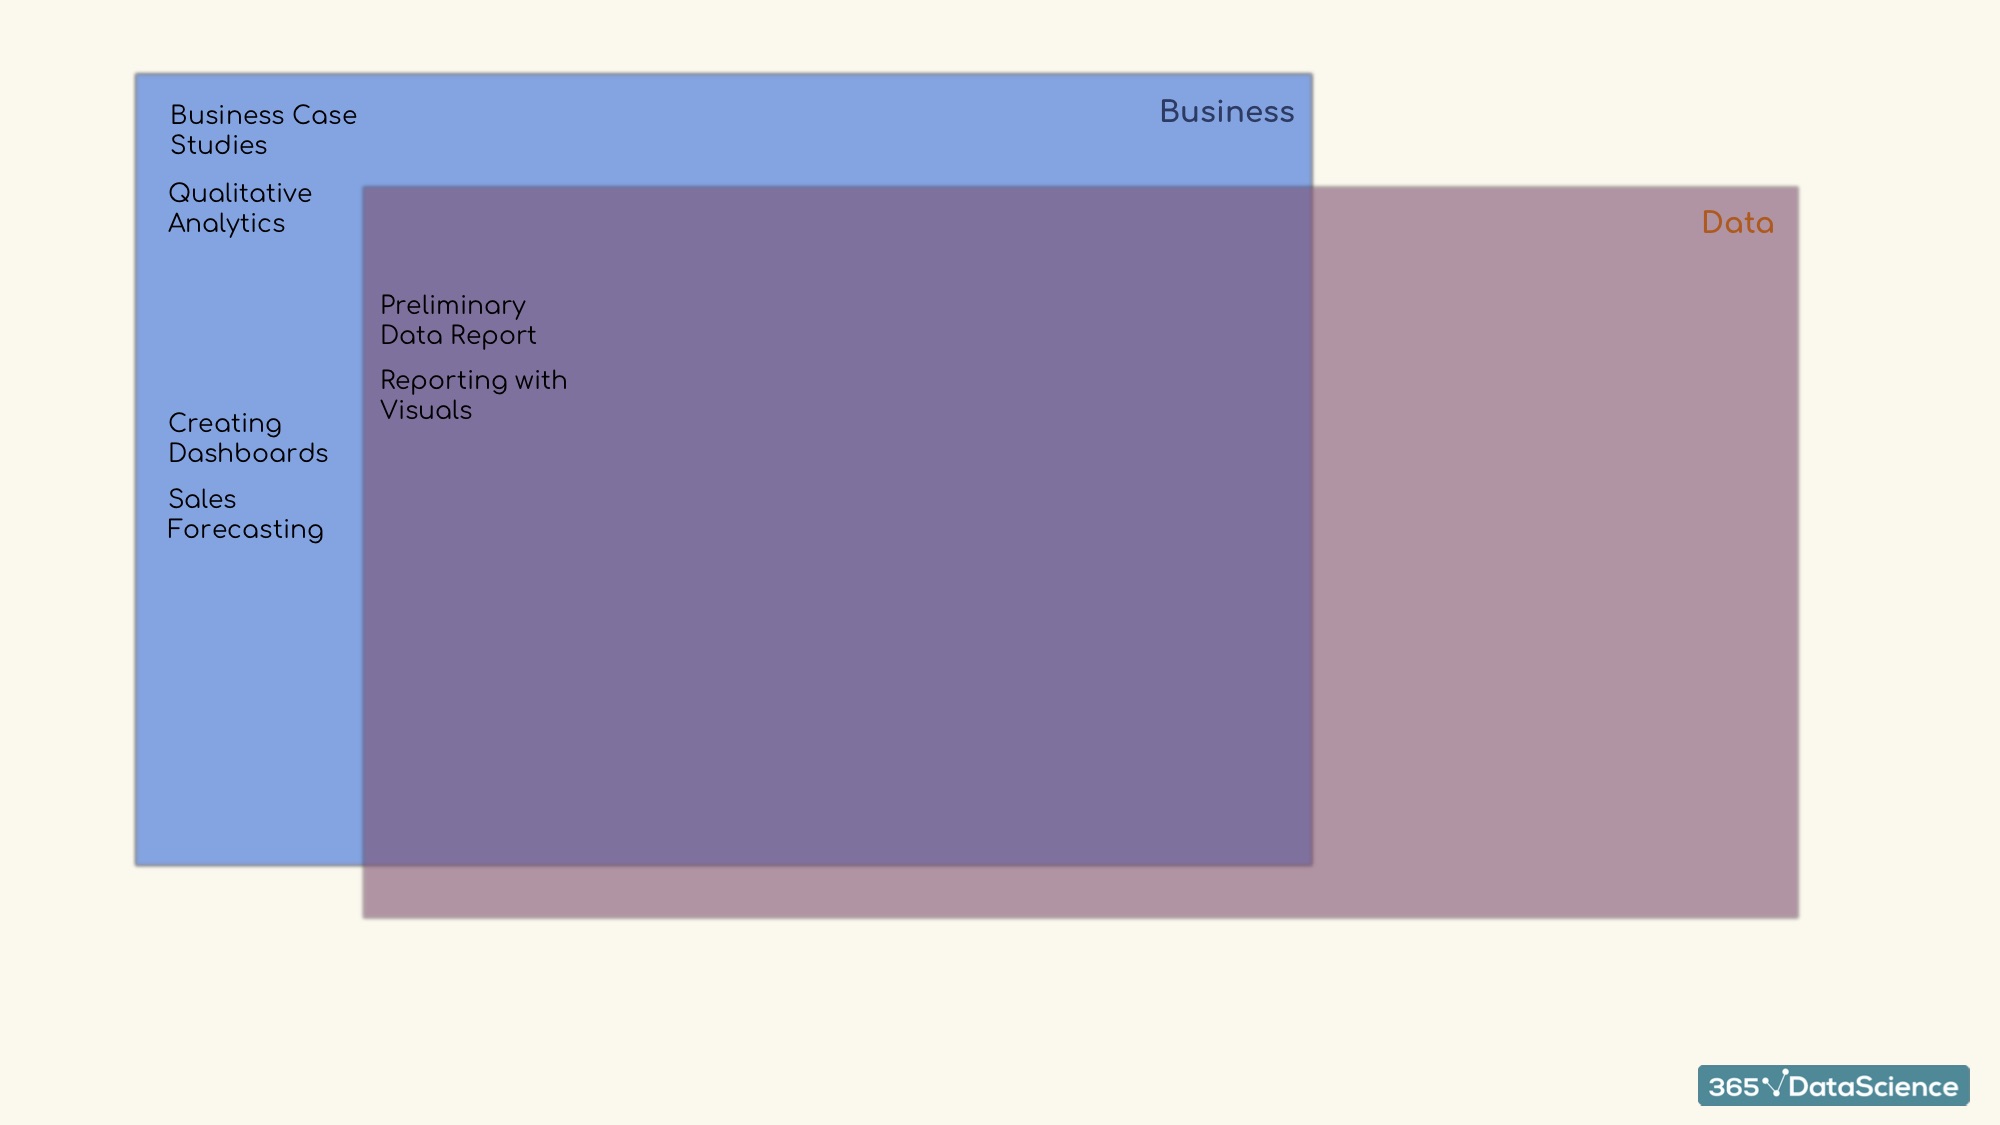 Business Case
Studies
Business
Qualitative
Analytics
Data
Preliminary
Data Report
Reporting with
Visuals
Creating
Dashboards
Sales
Forecasting
365 DataScience